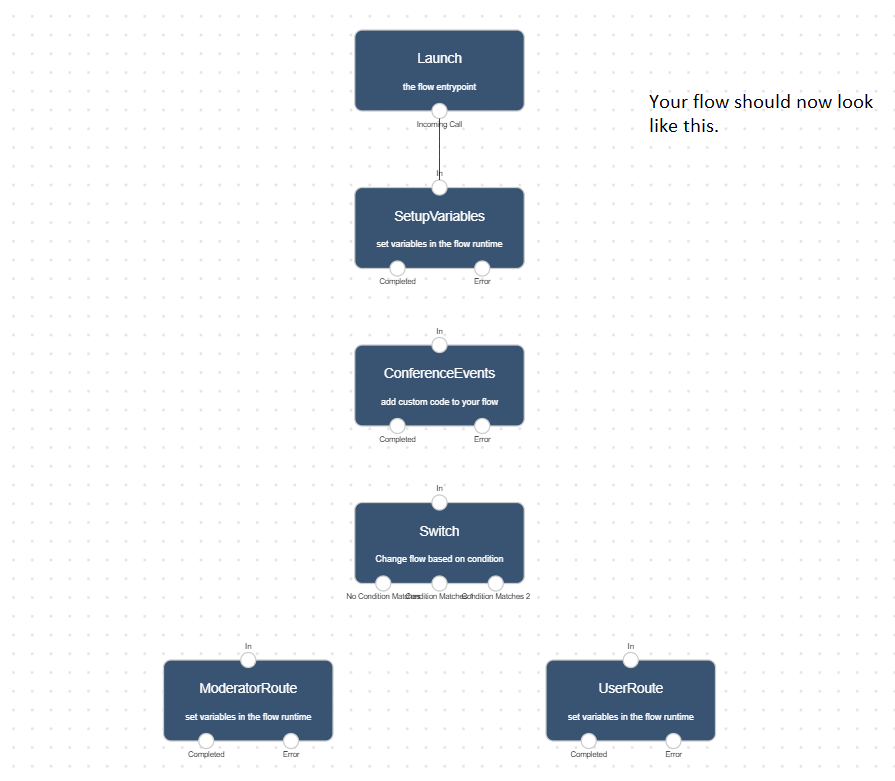 Launch
the flow entrypoint
Your flow should now look
like this.
Incoming Call
In
SetupVariables
set variables in the flow runtime
Completed Error
In
ConferenceEvents
add custom code to your flow
Completed Error
In
Switch
Change flow based on condition
No Condition Matches Condition Matches 1 Condition Matches 2
In In
ModeratorRoute UserRoute
set variables in the flow runtime set variables in the flow runtime
Completed Error Completed Error